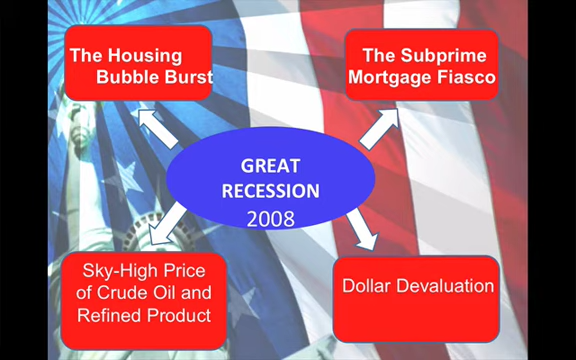 The Housing
Bubble Burst
The Subprime
Mortgage Fiasco
GREAT
RECESSION
2008
Sky-High Price
of Crude Oil and
Refined Product
Dollar Devaluation